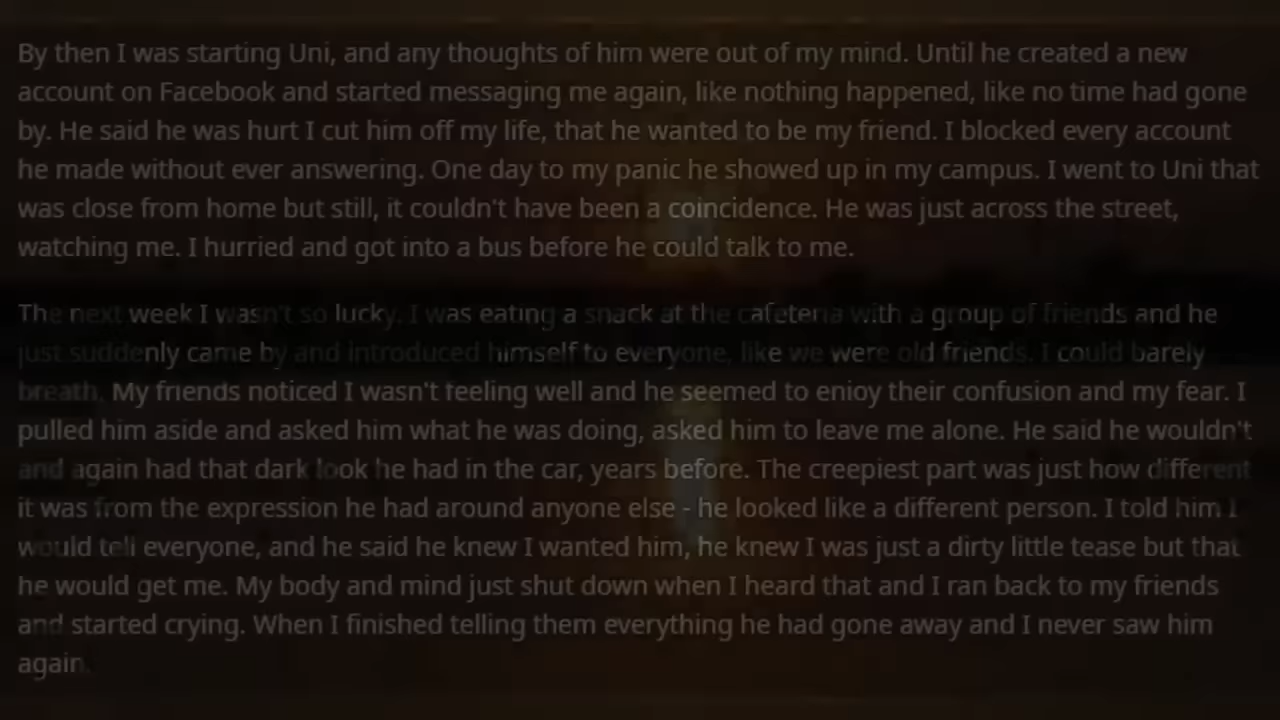 By then I was starting Uni, and any thoughts of him were out of my mind. Until he created a new
account on Facebook and started messaging me again, like nothing happened, like no time had gone
by. He said he was hurt I cut him off my life, that he wanted to be my friend. I blocked every account
he made without ever answering. One day to my panic he showed up in my campus. I went to Uni that
was close from home but still, it couldn't have been a coincidence. He was just across the street,
watching me. I hurried and got into a bus before he could talk to me.
The next week I wasn't so lucky. I was eating a snack at the cafeteria with a group of friends and he
just suddenly came by and introduced himself to everyone, like we were old friends. I could barely
breath. My friends noticed I wasn't feeling well and he seemed to enjoy their confusion and my fear. I
pulled him aside and asked him what he was doing, asked him to leave me alone. He said he wouldn't
and again had that dark look he had in the car, years before. The creepiest part was just how different
it was from the expression he had around anyone else - he looked like a different person. I told him I
would tell everyone, and he said he knew I wanted him, he knew I was just a dirty little tease but that
he would get me. My body and mind just shut down when I heard that and I ran back to my friends
and started crying. When I finished telling them everything he had gone away and I never saw him
again.